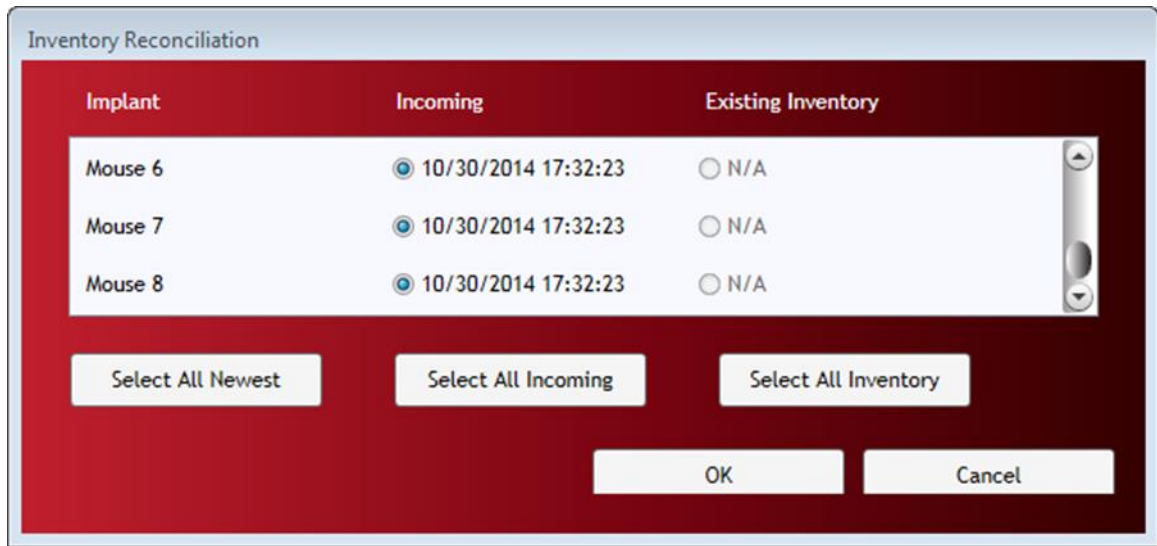 Inventory Reconciliation
Implant Incoming Existing Inventory
Mouse 6 10/30/2014 17:32:23 N/A
Mouse 7 10/30/2014 17:32:23 N/A
Mouse 8 10/30/2014 17:32:23 N/A
Select All Newest Select All Incoming Select All Inventory
OK Cancel